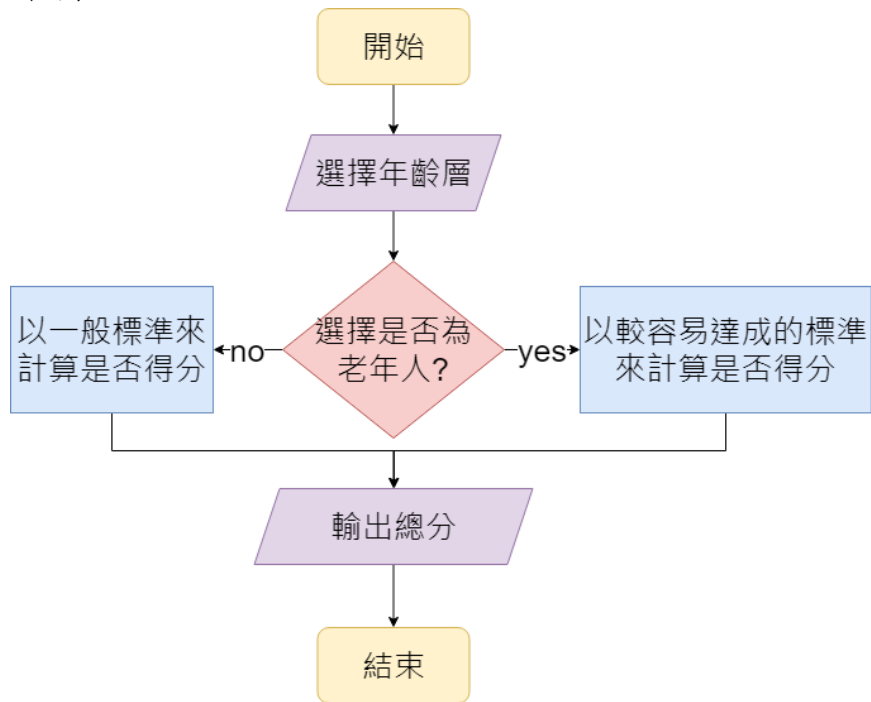 開始
選擇年齡層
選擇是否為
老年人?
no
yes
以一般標準來
計算是否得分
以較容易達成的標準
來計算是否得分
輸出總分
結束